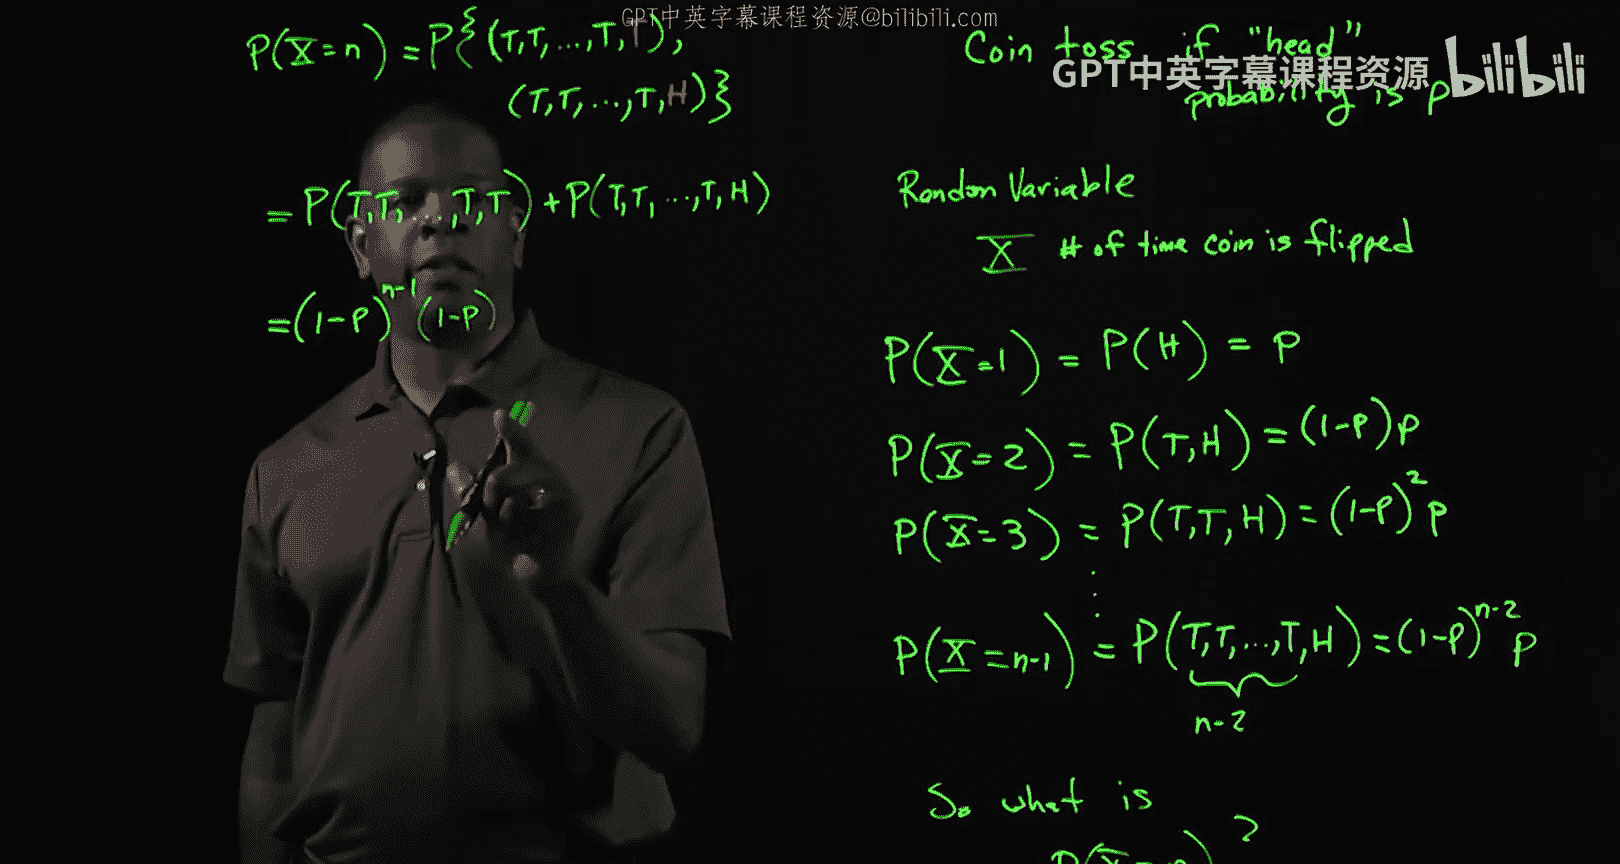 GPT中英字幕课程资源@bilibili.com
GPT中英字幕课程资源 bilibili
P(X=n) = P{(T,T,...,T,T),
(T,T,...,T,H)}
= P(T,T,...,T,T) + P(T,T,...,T,H)
= (1-P)^{n-1} (1-P)
Coin toss if "head"
probability is p
Random Variable
X # of time coin is flipped
P(X=1) = P(H) = P
P(X=2) = P(T,H) = (1-P)P
P(X=3) = P(T,T,H) = (1-P)^2 P
⋮
P(X=n-1) = P(T,T,...,T,H) = (1-P)^{n-2} P
n-2
So what is
?